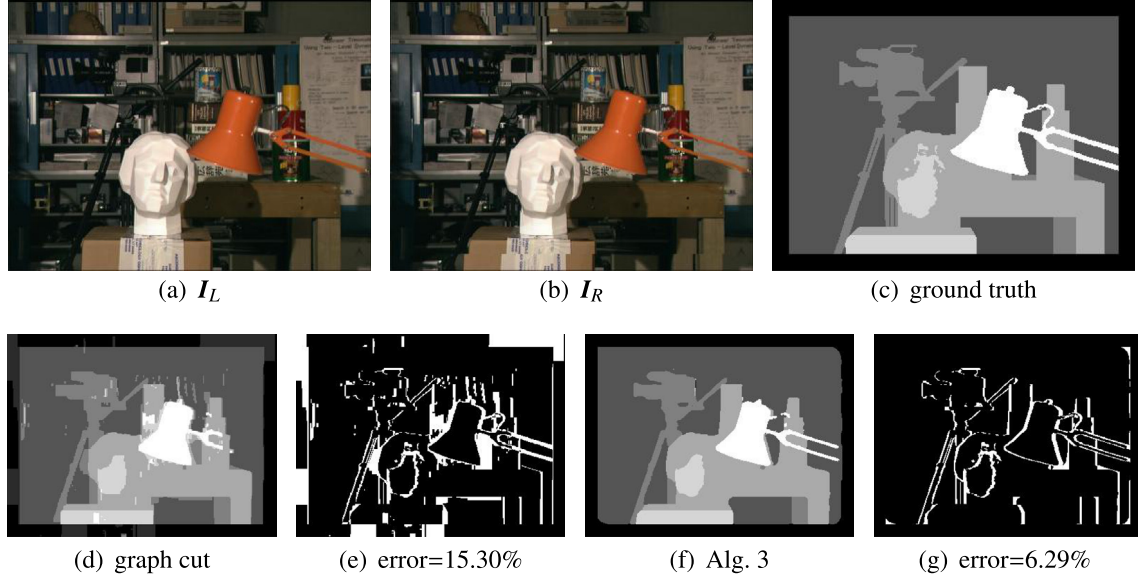 (a) I_L
(b) I_R
(c) ground truth
(d) graph cut
(e) error=15.30%
(f) Alg. 3
(g) error=6.29%